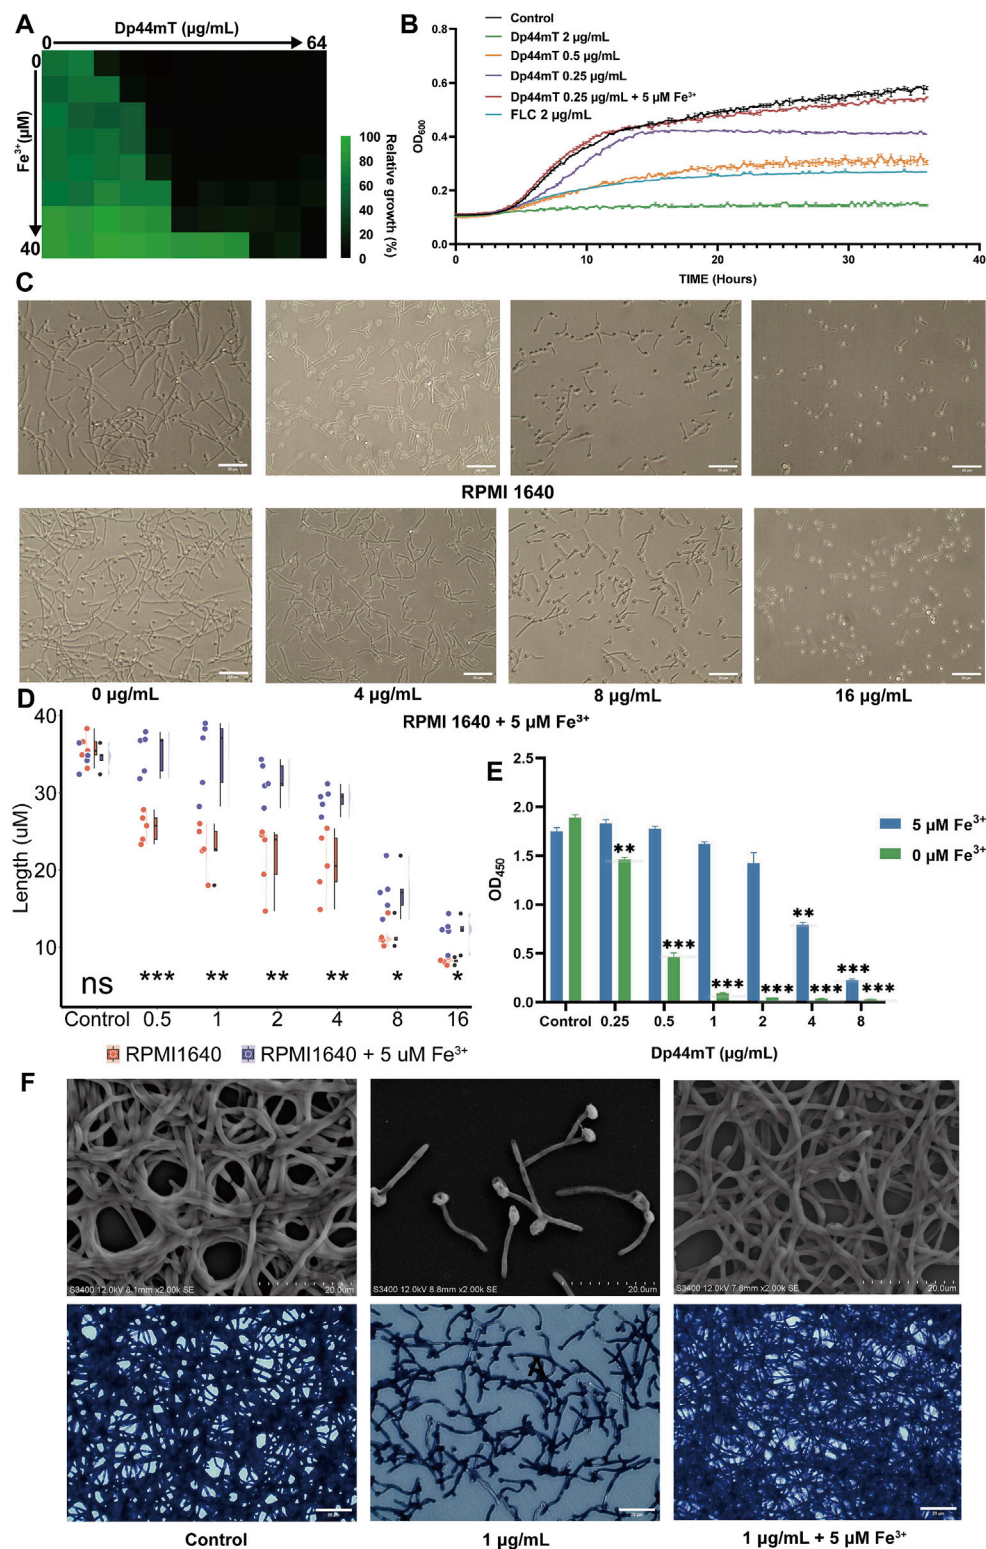 A
Dp44mT (µg/mL)
0
64
0
Fe³⁺(µM)
40
100
80
60
40
20
0
Relative growth (%)
B
Control
Dp44mT 2 µg/mL
Dp44mT 0.5 µg/mL
Dp44mT 0.25 µg/mL
Dp44mT 0.25 µg/mL + 5 µM Fe³⁺
FLC 2 µg/mL
0.8
0.6
0.4
0.2
0.0
OD₆₀₀
0 10 20 30 40
TIME (Hours)
C
RPMI 1640
0 µg/mL 4 µg/mL 8 µg/mL 16 µg/mL
RPMI 1640 + 5 µM Fe³⁺
D
40
30
20
10
Length (uM)
ns *** ** ** ** * *
Control 0.5 1 2 4 8 16
RPMI1640 RPMI1640 + 5 uM Fe³⁺
E
2.5
2.0
1.5
1.0
0.5
0.0
OD₄₅₀
** *** *** *** ** *** *** ***
5 µM Fe³⁺
0 µM Fe³⁺
Control 0.25 0.5 1 2 4 8
Dp44mT (µg/mL)
F
S3400 12.0kV 8.1mm x2.00k SE 20.0um
S3400 12.0kV 8.8mm x2.00k SE 20.0um
S3400 12.0kV 7.8mm x2.00k SE 20.0um
A
Control 1 µg/mL 1 µg/mL + 5 µM Fe³⁺